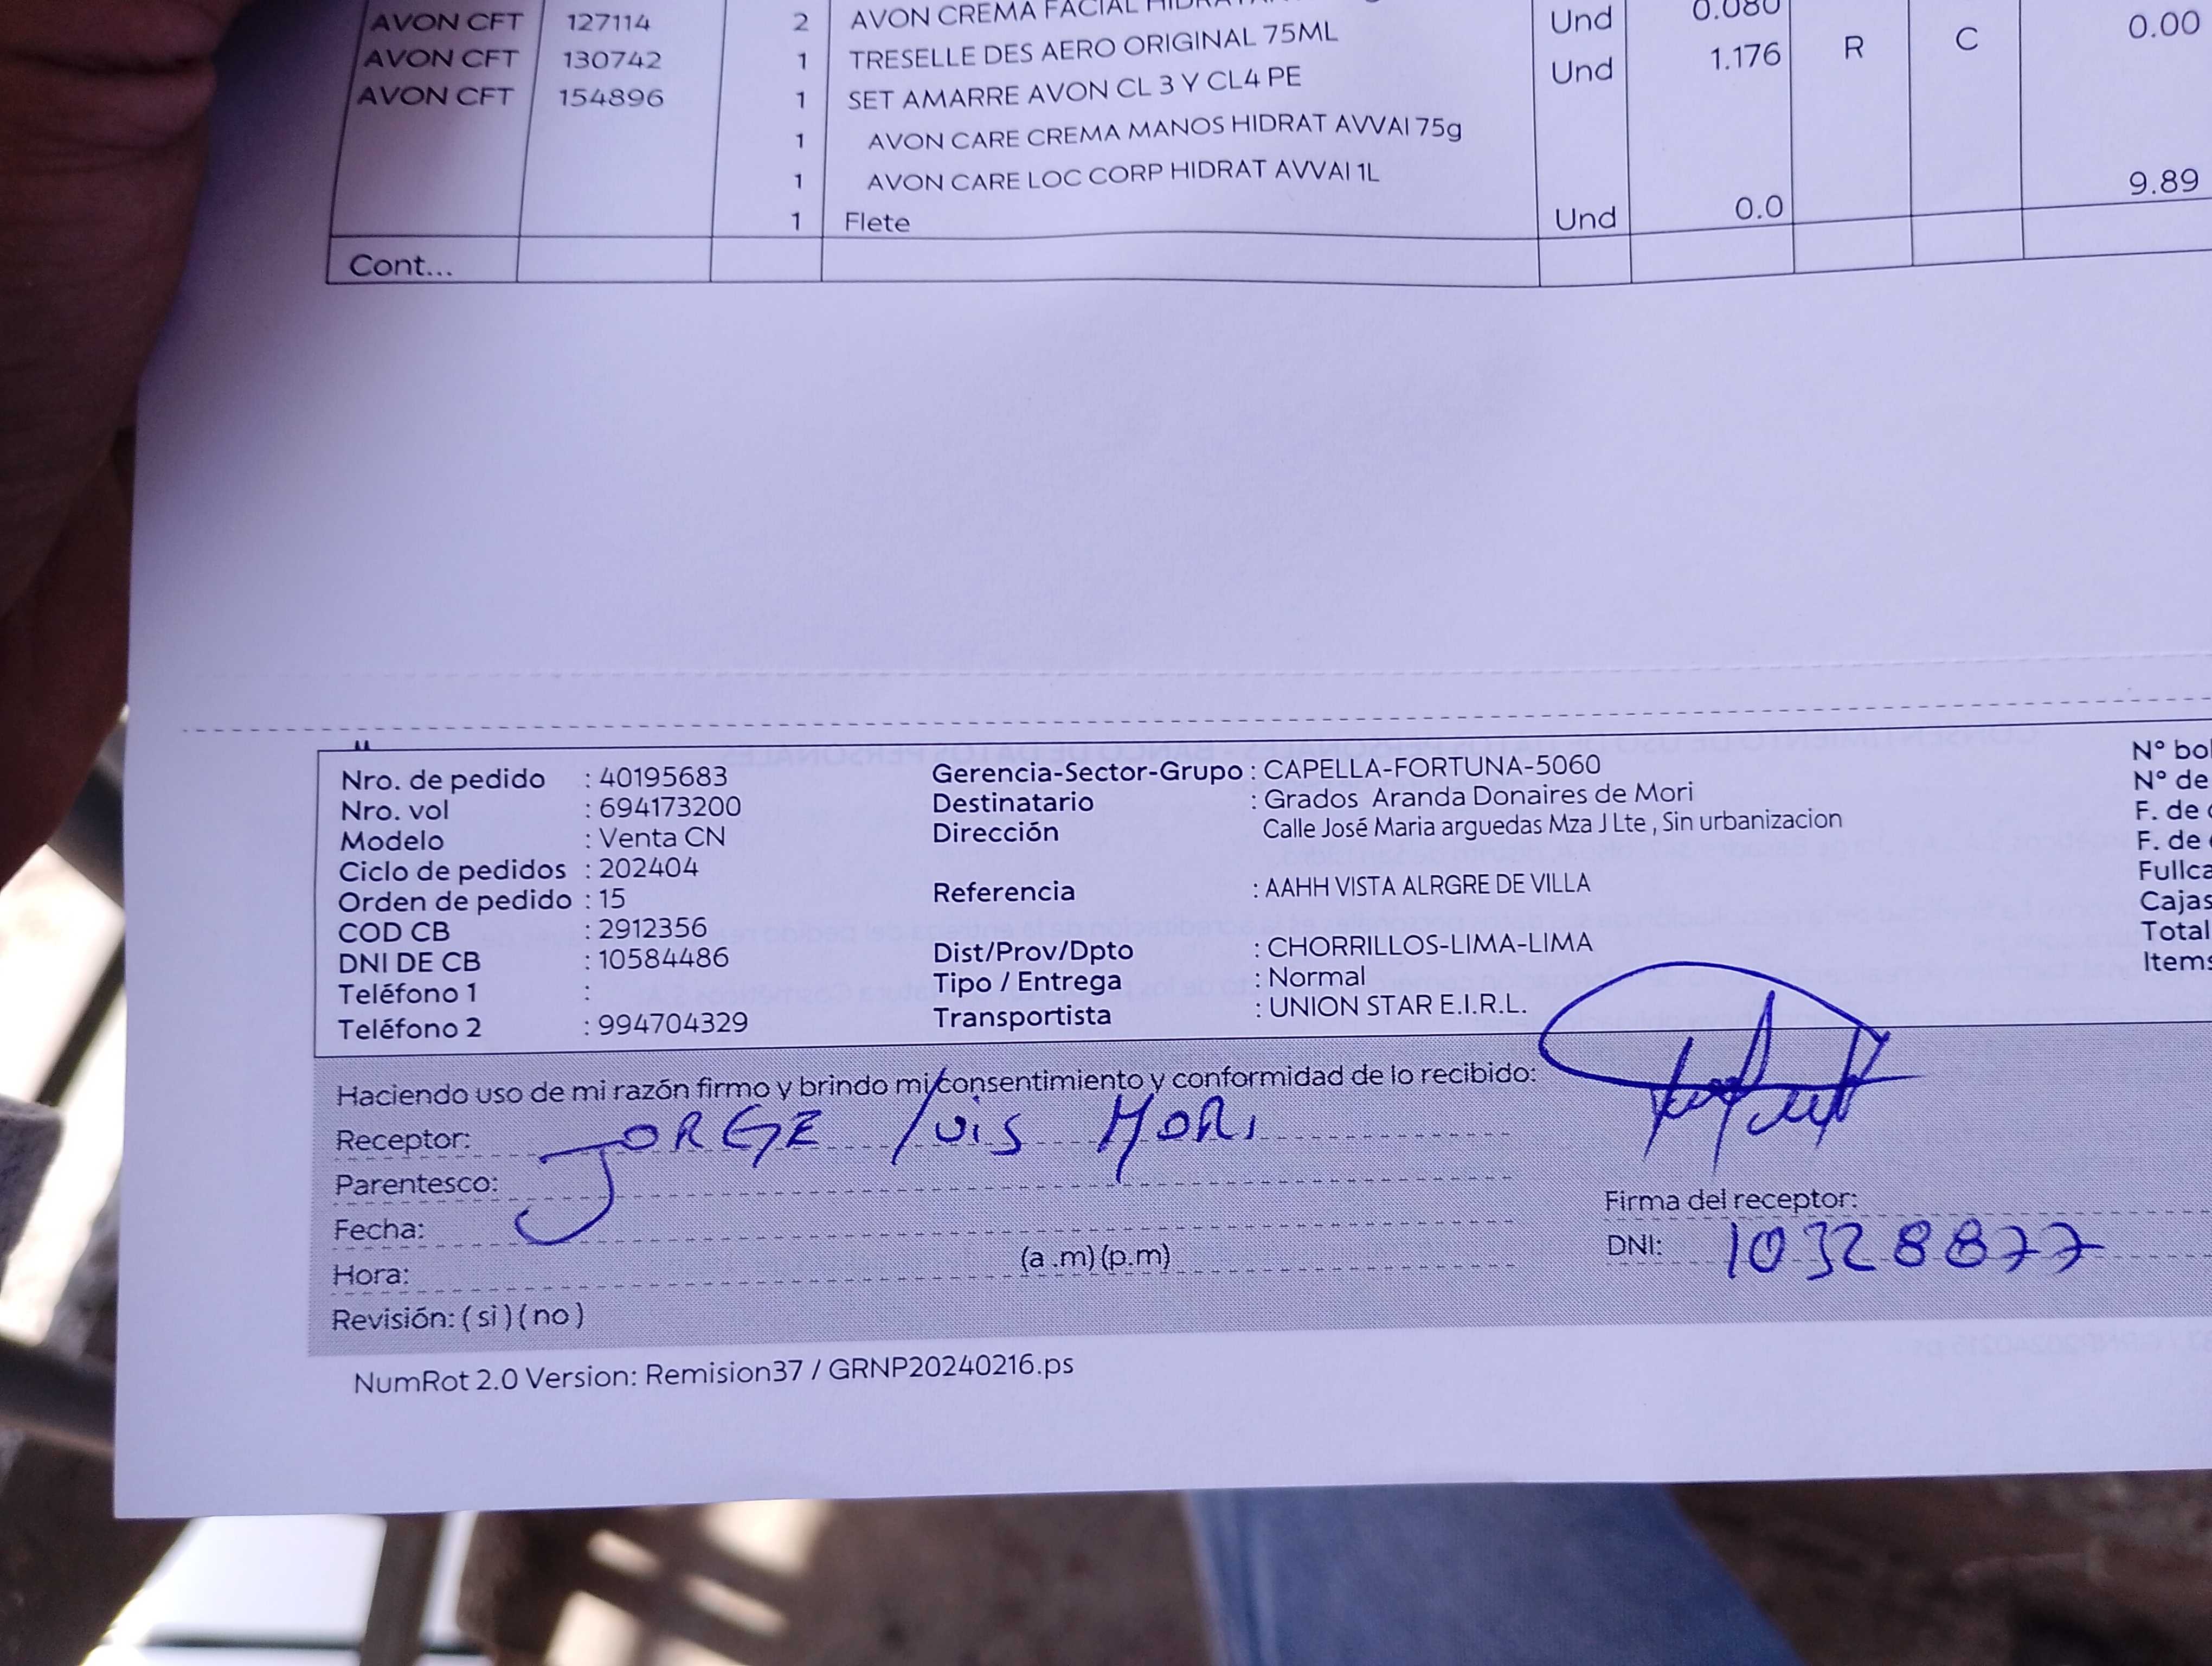 AVON CFT 127114 2 AVON CREMA FACIAL Und 0.080
AVON CFT 130742 1 TRESELLE DES AERO ORIGINAL 75ML Und 1.176 R C 0.00
AVON CFT 154896 1 SET AMARRE AVON CL 3 Y CL4 PE
1 AVON CARE CREMA MANOS HIDRAT AVVAI 75g
1 AVON CARE LOC CORP HIDRAT AVVAI 1L
1 Flete Und 0.0 9.89
Cont...
Nro. de pedido : 40195683
Nro. vol : 694173200
Modelo : Venta CN
Ciclo de pedidos : 202404
Orden de pedido : 15
COD CB : 2912356
DNI DE CB : 10584486
Teléfono 1 :
Teléfono 2 : 994704329
Gerencia-Sector-Grupo : CAPELLA-FORTUNA-5060
Destinatario : Grados Aranda Donaires de Mori
Dirección Calle José Maria arguedas Mza J Lte , Sin urbanizacion
Referencia : AAHH VISTA ALRGRE DE VILLA
Dist/Prov/Dpto : CHORRILLOS-LIMA-LIMA
Tipo / Entrega : Normal
Transportista : UNION STAR E.I.R.L.
N° bol
N° de
F. de
F. de
Fullca
Cajas
Total
Items
Haciendo uso de mi razón firmo y brindo mi consentimiento y conformidad de lo recibido:
Receptor: JORGE LUIS MORI
Parentesco:
Fecha:
Hora: (a .m) (p.m)
Revisión: ( si ) ( no )
Firma del receptor:
DNI: 10328877
NumRot 2.0 Version: Remision37 / GRNP20240216.ps